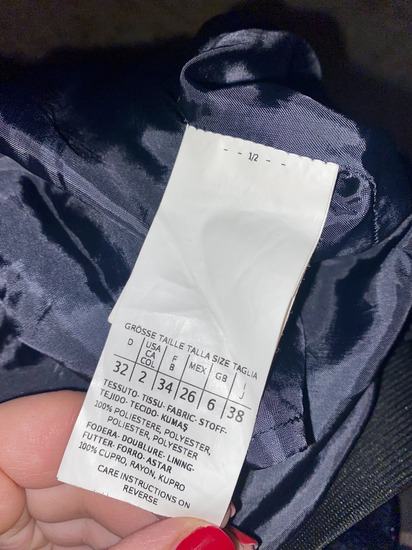 - - 1/2 - -
GRÖSSE TAILLE TALLA SIZE TAGLIA
D USA CA COL F B MEX GB I J
32 2 34 26 6 38
TESSUTO- TISSU- FABRIC- STOFF-
TEJIDO- TECIDO- KUMAŞ
100% POLIESTERE, POLYESTER,
POLIÉSTER, POLYESTER
FODERA- DOUBLURE- LINING-
FUTTER- FORRO- ASTAR
100% CUPRO, RAYON, KUPRO
CARE INSTRUCTIONS ON
REVERSE